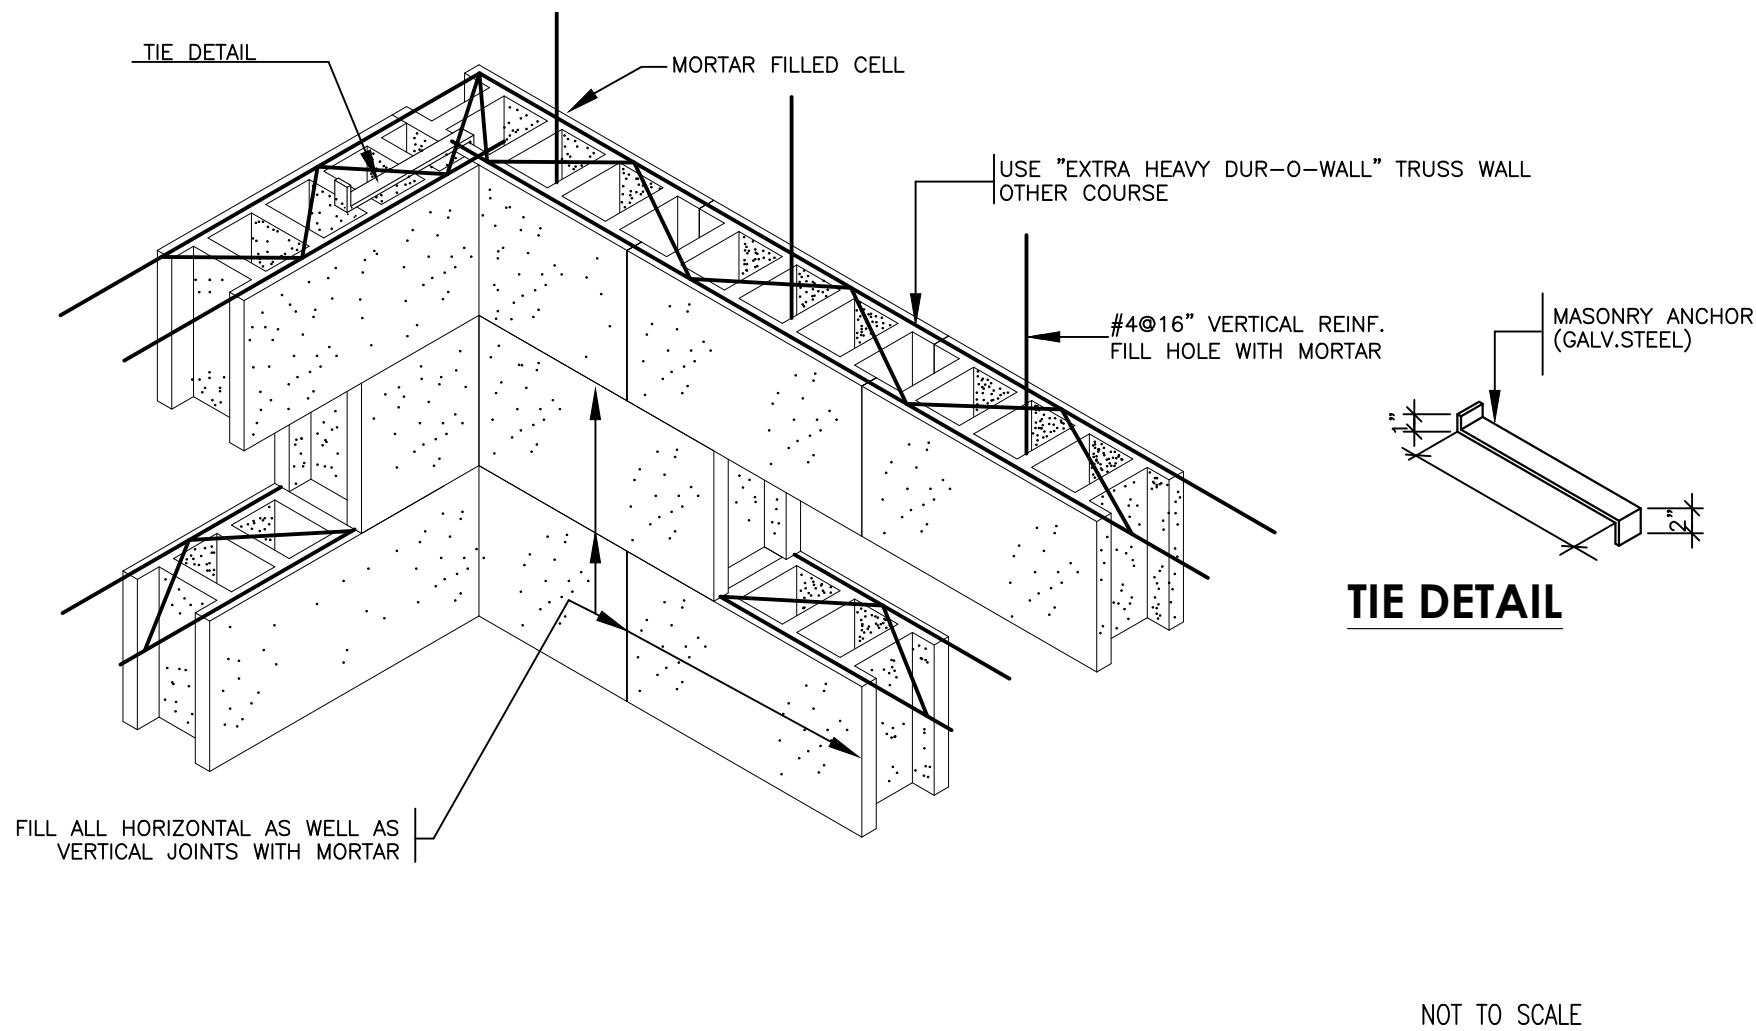 TIE DETAIL
MORTAR FILLED CELL
USE "EXTRA HEAVY DUR-O-WALL" TRUSS WALL
OTHER COURSE
#4@16" VERTICAL REINF.
FILL HOLE WITH MORTAR
MASONRY ANCHOR
(GALV.STEEL)
1"
2"
TIE DETAIL
FILL ALL HORIZONTAL AS WELL AS
VERTICAL JOINTS WITH MORTAR
NOT TO SCALE